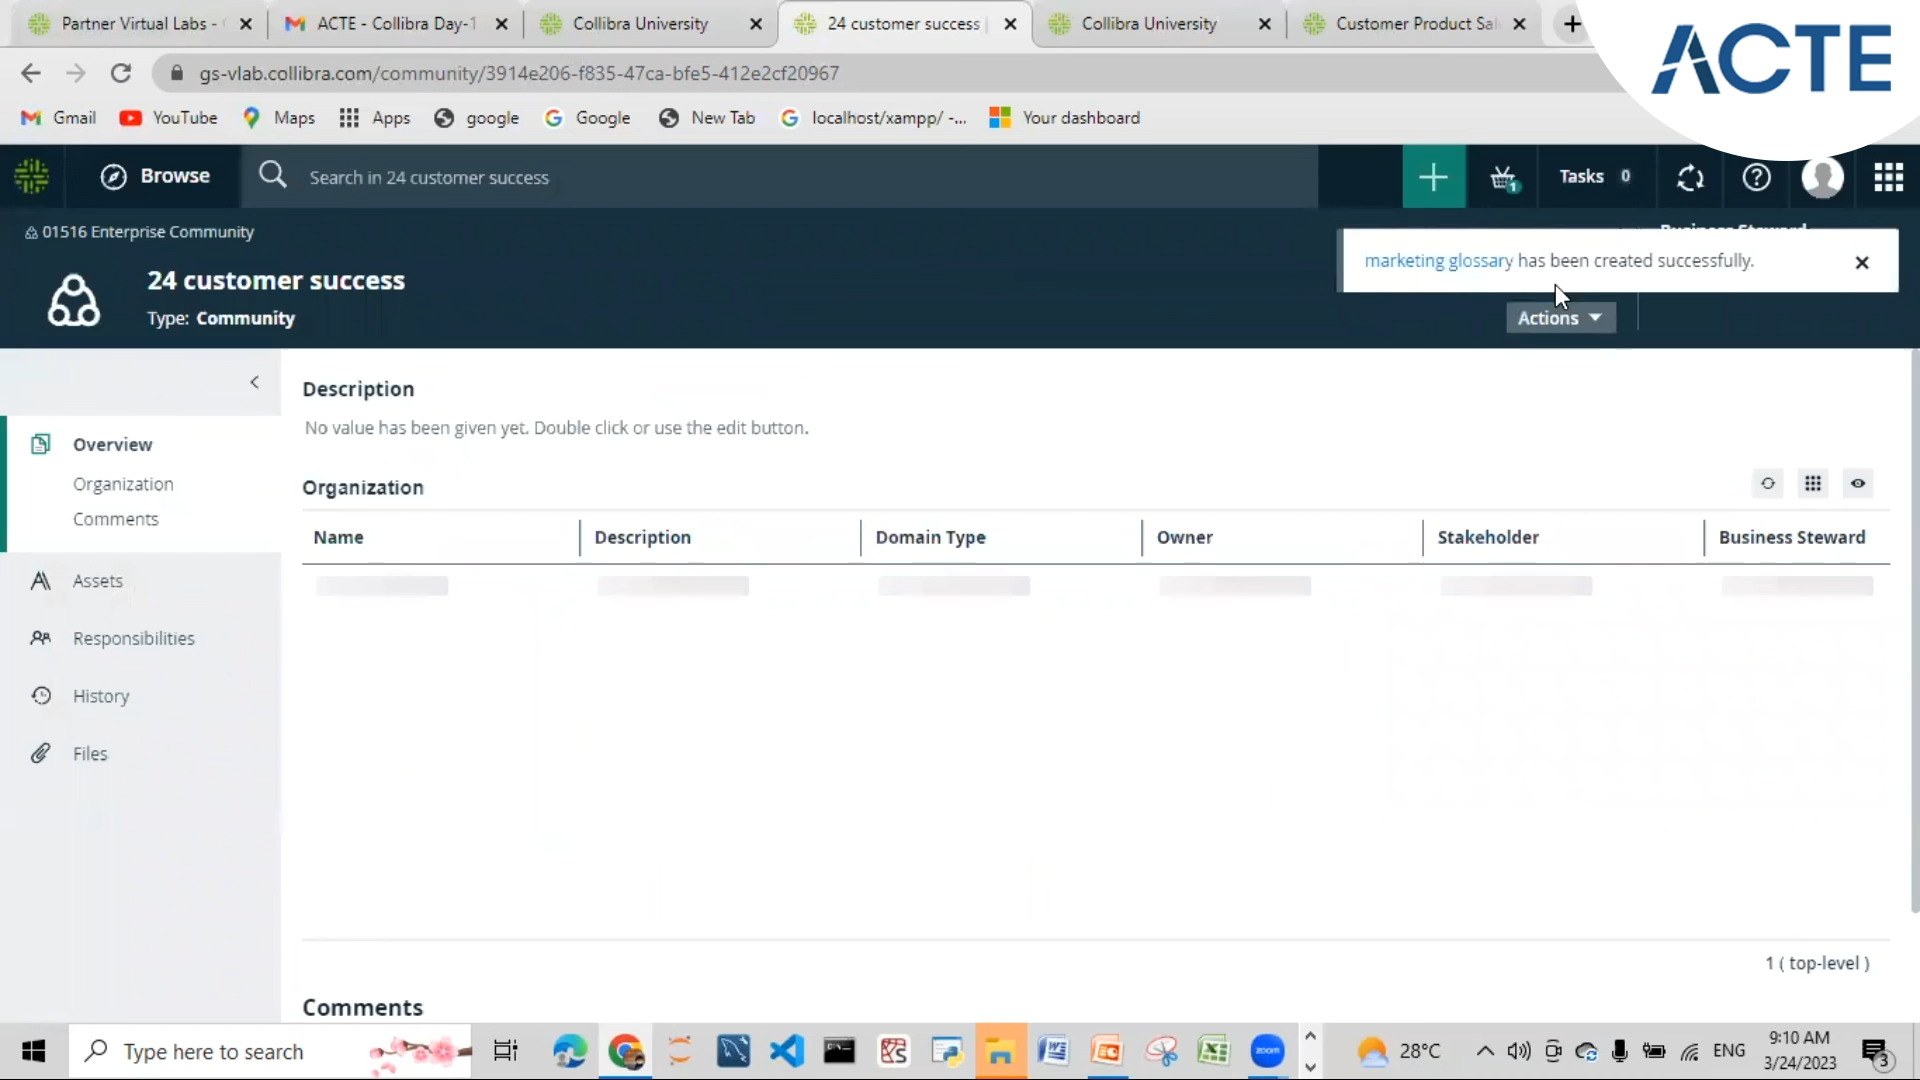 Partner Virtual Labs -
ACTE - Collibra Day-1
Collibra University
24 customer success
Collibra University
Customer Product Sal
ACTE
gs-vlab.collibra.com/community/3914e206-f835-47ca-bfe5-412e2cf20967
Gmail
YouTube
Maps
Apps
google
Google
New Tab
localhost/xampp/ -...
Your dashboard
Browse
Search in 24 customer success
1
Tasks 0
01516 Enterprise Community
Business Steward
marketing glossary has been created successfully.
24 customer success
Type: Community
Actions
Overview
Organization
Comments
Assets
Responsibilities
History
Files
Description
No value has been given yet. Double click or use the edit button.
Organization
Name Description Domain Type Owner Stakeholder Business Steward
1 ( top-level )
Comments
Type here to search
zoom
28°C
ENG
9:10 AM
3/24/2023
3